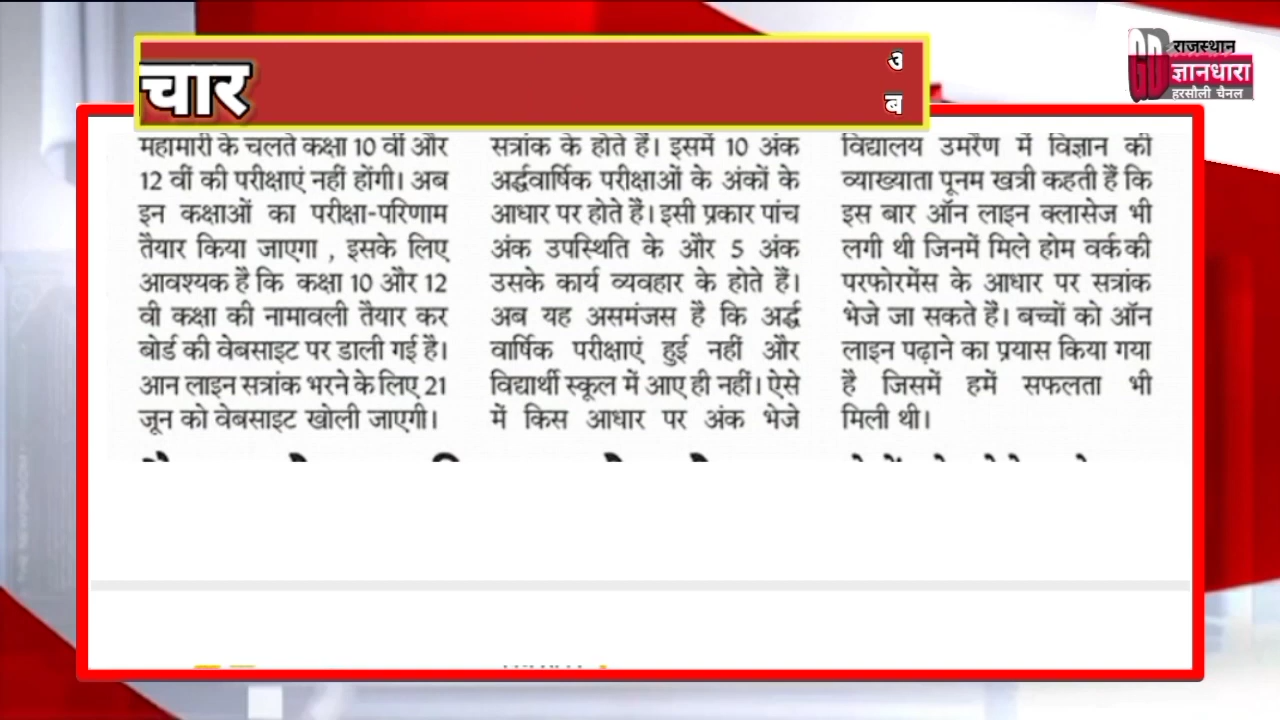 चार
राजस्थान
ज्ञानधारा
हरसौली चैनल
महामारी के चलते कक्षा 10 वीं और
12 वीं की परीक्षाएं नहीं होंगी। अब
इन कक्षाओं का परीक्षा-परिणाम
तैयार किया जाएगा , इसके लिए
आवश्यक है कि कक्षा 10 और 12
वी कक्षा की नामावली तैयार कर
बोर्ड की वेबसाइट पर डाली गई है।
आन लाइन सत्रांक भरने के लिए 21
जून को वेबसाइट खोली जाएगी।
सत्रांक के होते हैं। इसमें 10 अंक
अर्द्धवार्षिक परीक्षाओं के अंकों के
आधार पर होते है। इसी प्रकार पांच
अंक उपस्थिति के और 5 अंक
उसके कार्य व्यवहार के होते हैं।
अब यह असमंजस है कि अर्द्ध
वार्षिक परीक्षाएं हुई नहीं और
विद्यार्थी स्कूल में आए ही नहीं। ऐसे
में किस आधार पर अंक भेजे
विद्यालय उमरैण में विज्ञान की
व्याख्याता पूनम खत्री कहती हैं कि
इस बार ऑन लाइन क्लासेज भी
लगी थी जिनमें मिले होम वर्क की
परफोरमेंस के आधार पर सत्रांक
भेजे जा सकते हैं। बच्चों को ऑन
लाइन पढ़ाने का प्रयास किया गया
है जिसमें हमें सफलता भी
मिली थी।